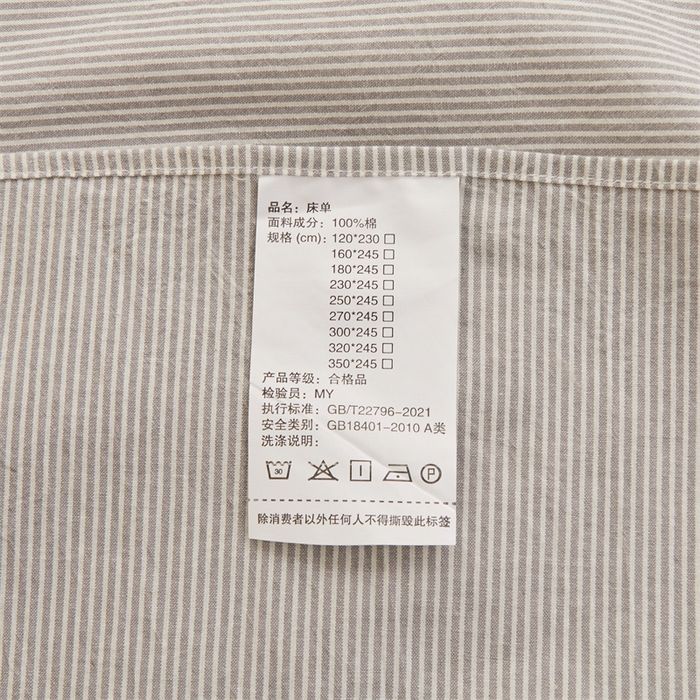 品名：床单
面料成分：100%棉
规格 (cm)：120*230 □
160*245 □
180*245 □
230*245 □
250*245 □
270*245 □
300*245 □
320*245 □
350*245 □
产品等级：合格品
检验员：MY
执行标准：GB/T22796-2021
安全类别：GB18401-2010 A类
洗涤说明：
30 P
除消费者以外任何人不得撕毁此标签